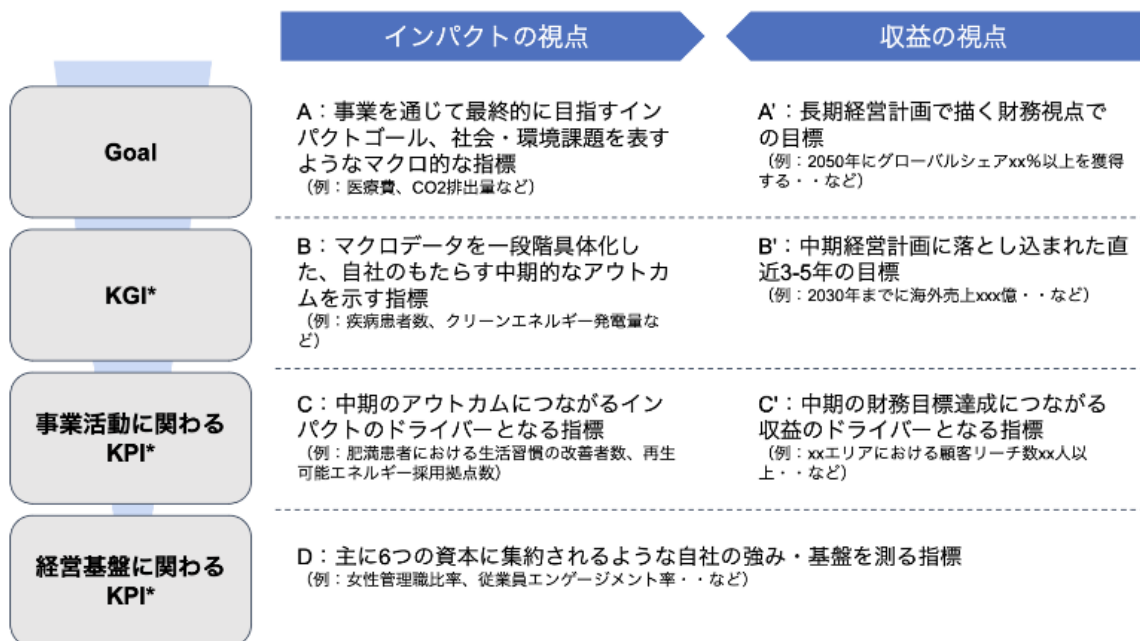 インパクトの視点
収益の視点
Goal
A：事業を通じて最終的に目指すイン
パクトゴール、社会・環境課題を表す
ようなマクロ的な指標
（例：医療費、CO2排出量など）
A'：長期経営計画で描く財務視点で
の目標
（例：2050年にグローバルシェアxx％以上を獲得
する・・など）
KGI*
B：マクロデータを一段階具体化し
た、自社のもたらす中期的なアウトカ
ムを示す指標
（例：疾病患者数、クリーンエネルギー発電量な
ど）
B'：中期経営計画に落とし込まれた直
近3-5年の目標
（例：2030年までに海外売上xxx億・・など）
事業活動に関わる
KPI*
C：中期のアウトカムにつながるイン
パクトのドライバーとなる指標
（例：肥満患者における生活習慣の改善者数、再生
可能エネルギー採用拠点数）
C'：中期の財務目標達成につながる
収益のドライバーとなる指標
（例：xxエリアにおける顧客リーチ数xx人以
上・・など）
経営基盤に関わる
KPI*
D：主に6つの資本に集約されるような自社の強み・基盤を測る指標
（例：女性管理職比率、従業員エンゲージメント率・・など）